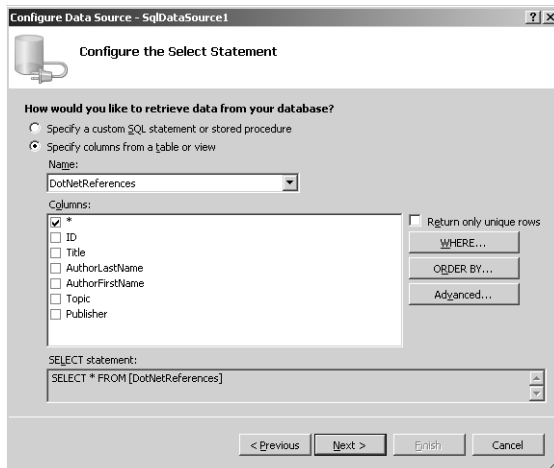 Configure Data Source - SqlDataSource1
Configure the Select Statement
How would you like to retrieve data from your database?
Specify a custom SQL statement or stored procedure
Specify columns from a table or view
Name:
DotNetReferences
Columns:
*
Return only unique rows
ID
WHERE...
Title
AuthorLastName
ORDER BY...
AuthorFirstName
Topic
Advanced...
Publisher
SELECT statement:
SELECT * FROM [DotNetReferences]
< Previous Next > Finish Cancel